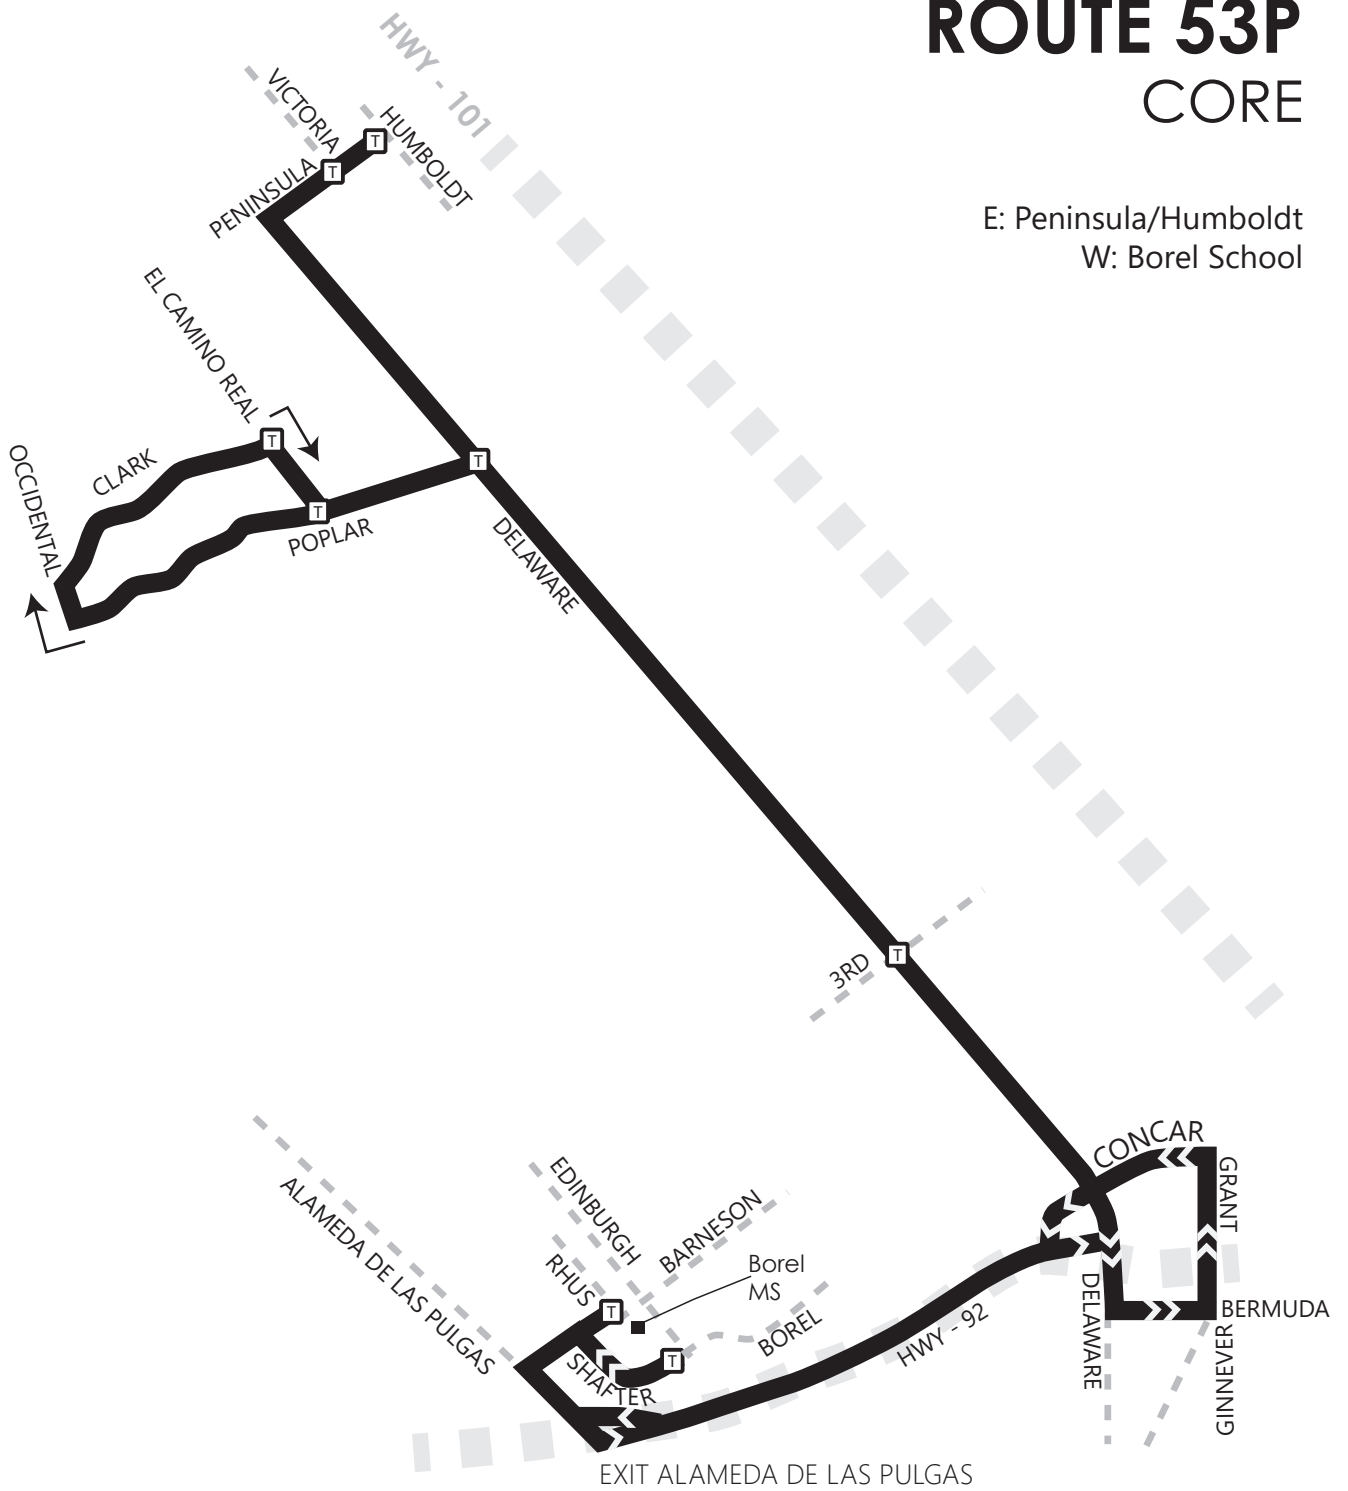 ROUTE 53P
CORE
E: Peninsula/Humboldt
W: Borel School
HWY - 101
VICTORIA
HUMBOLDT
T
T
PENINSULA
EL CAMINO REAL
T
CLARK
OCCIDENTAL
T
T
POPLAR
DELAWARE
3RD
T
CONCAR
GRANT
ALAMEDA DE LAS PULGAS
EDINBURGH
BARNESON
RHUS
Borel
MS
T
T
BOREL
SHAFTER
HWY - 92
DELAWARE
BERMUDA
GINNEVER
EXIT ALAMEDA DE LAS PULGAS